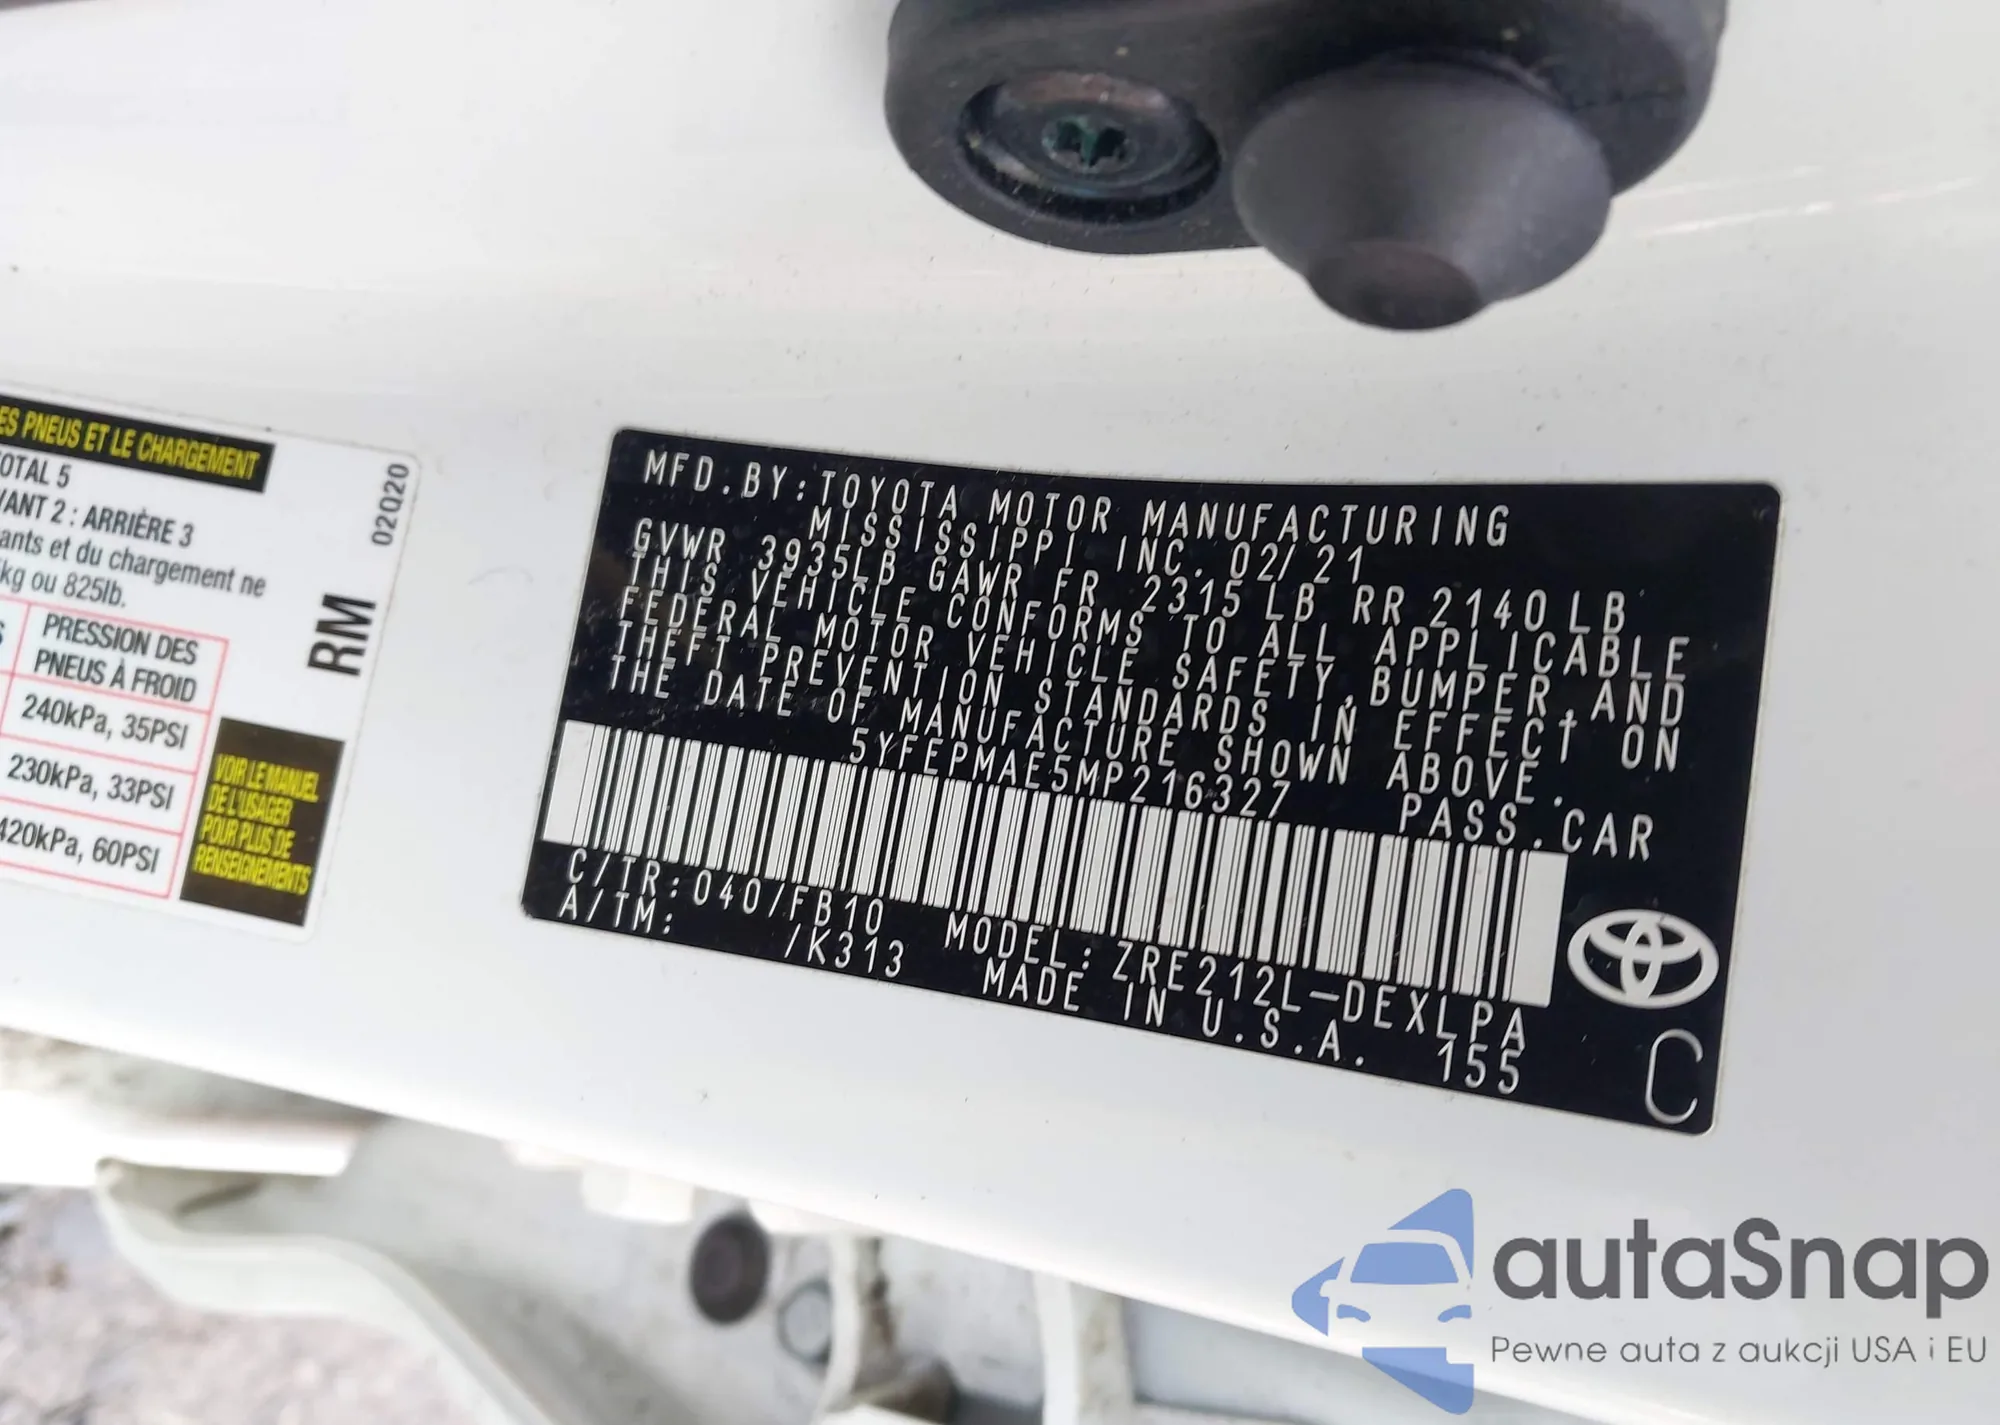 ES PNEUS ET LE CHARGEMENT
OTAL 5
VANT 2 : ARRIÈRE 3
ants et du chargement ne
kg ou 825lb.
PRESSION DES
PNEUS À FROID
240kPa, 35PSI
230kPa, 33PSI
420kPa, 60PSI
VOIR LE MANUEL
DE L'USAGER
POUR PLUS DE
RENSEIGNEMENTS
RM
02Q20
MFD.BY:TOYOTA MOTOR MANUFACTURING
MISSISSIPPI, INC. 02/21
GVWR 3935LB GAWR FR 2315LB RR 2140LB
THIS VEHICLE CONFORMS TO ALL APPLICABLE
FEDERAL MOTOR VEHICLE SAFETY,BUMPER,AND
THEFT PREVENTION STANDARDS IN EFFECT ON
THE DATE OF MANUFACTURE SHOWN ABOVE.
5YFEPMAE5MP216327 PASS.CAR
C/TR:040/FB10 MODEL:ZRE212L-DEXLPA
A/TM: /K313 MADE IN U.S.A. 155
C
autaSnap
Pewne auta z aukcji USA i EU